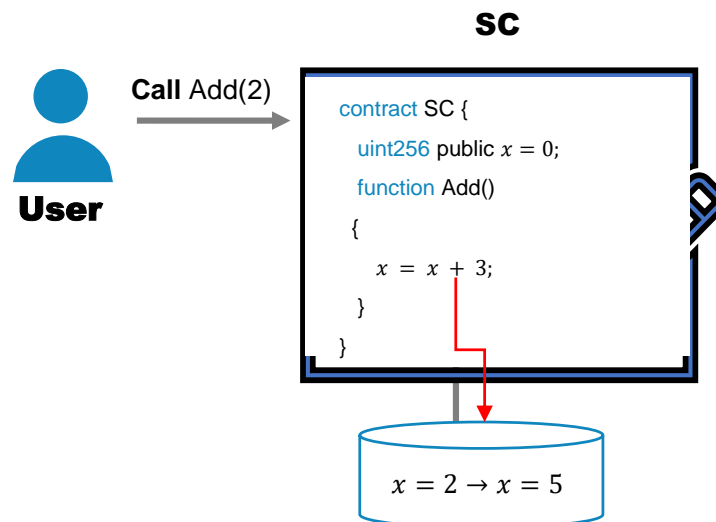 SC
Call Add(2)
User
contract SC {
uint256 public x = 0;
function Add()
{
x = x + 3;
}
}
x = 2 → x = 5